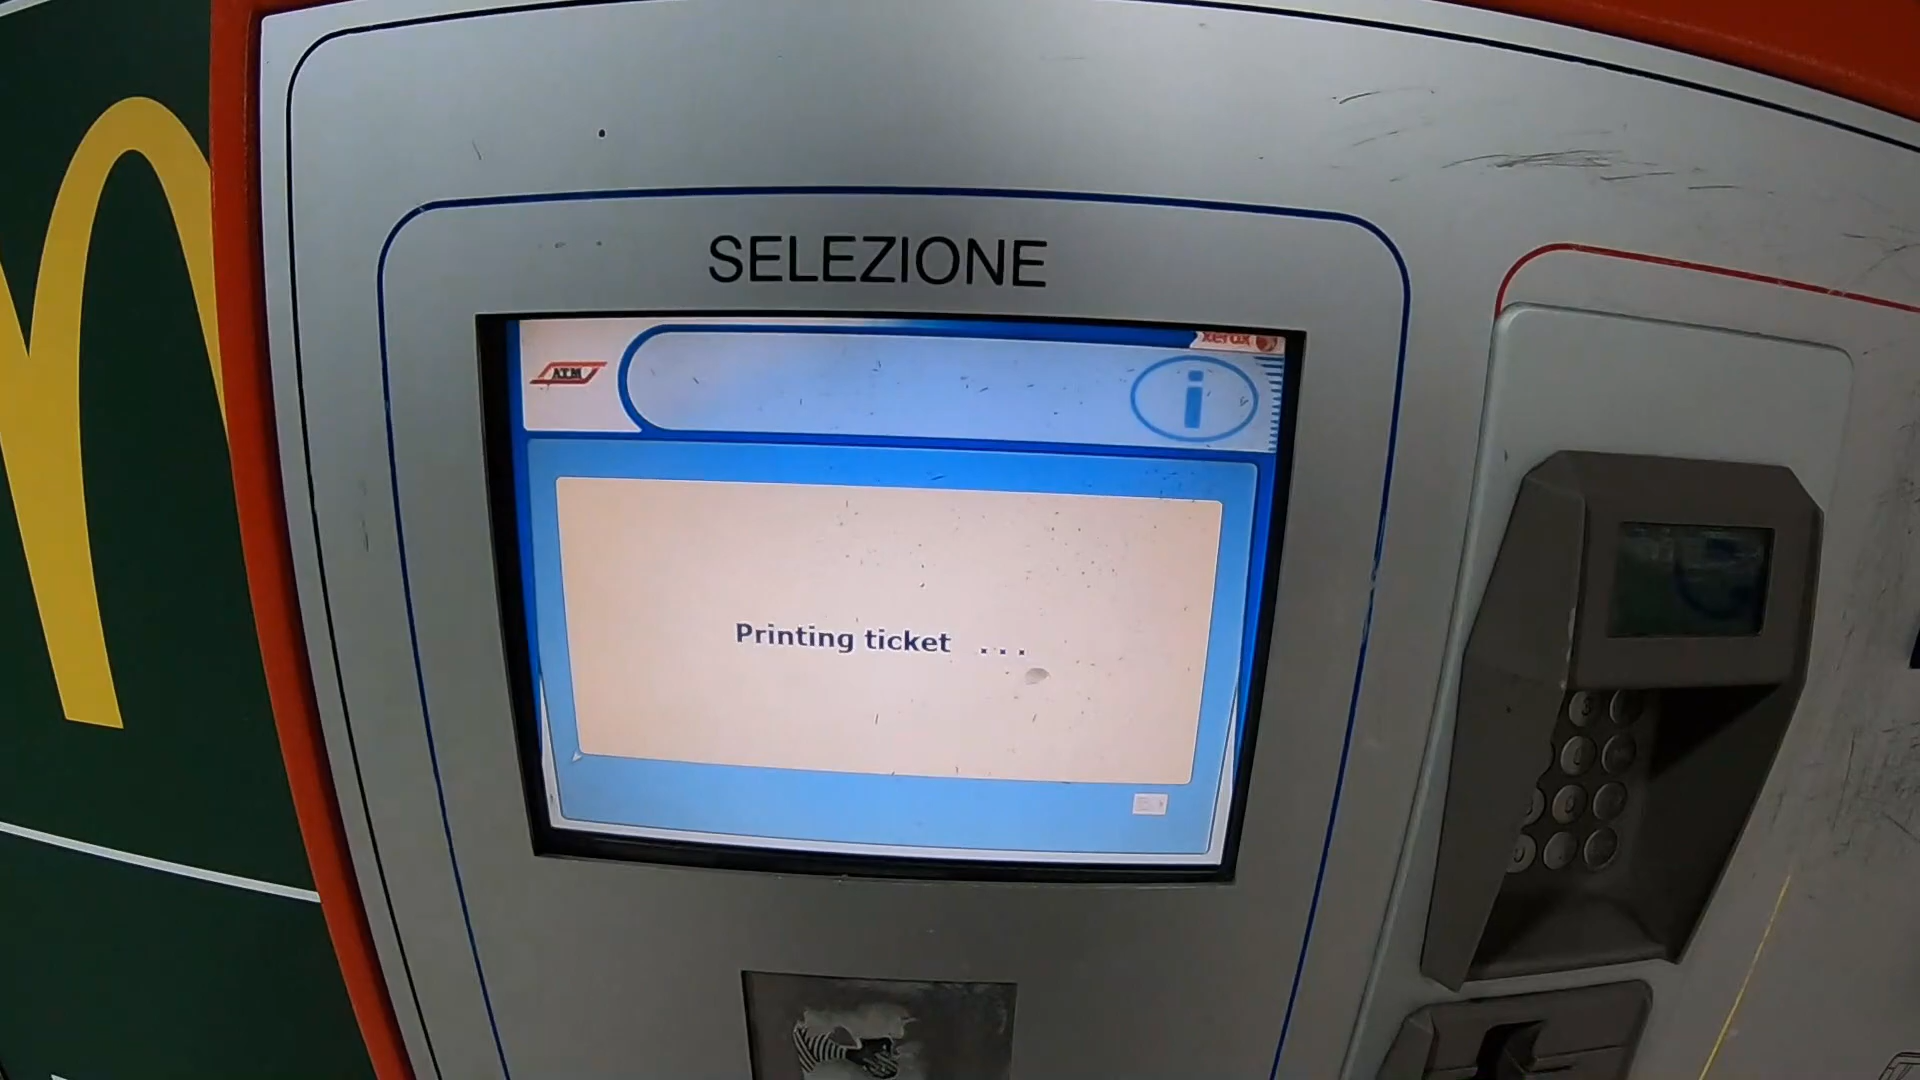 SELEZIONE
xerox
ATM
i
Printing ticket ...